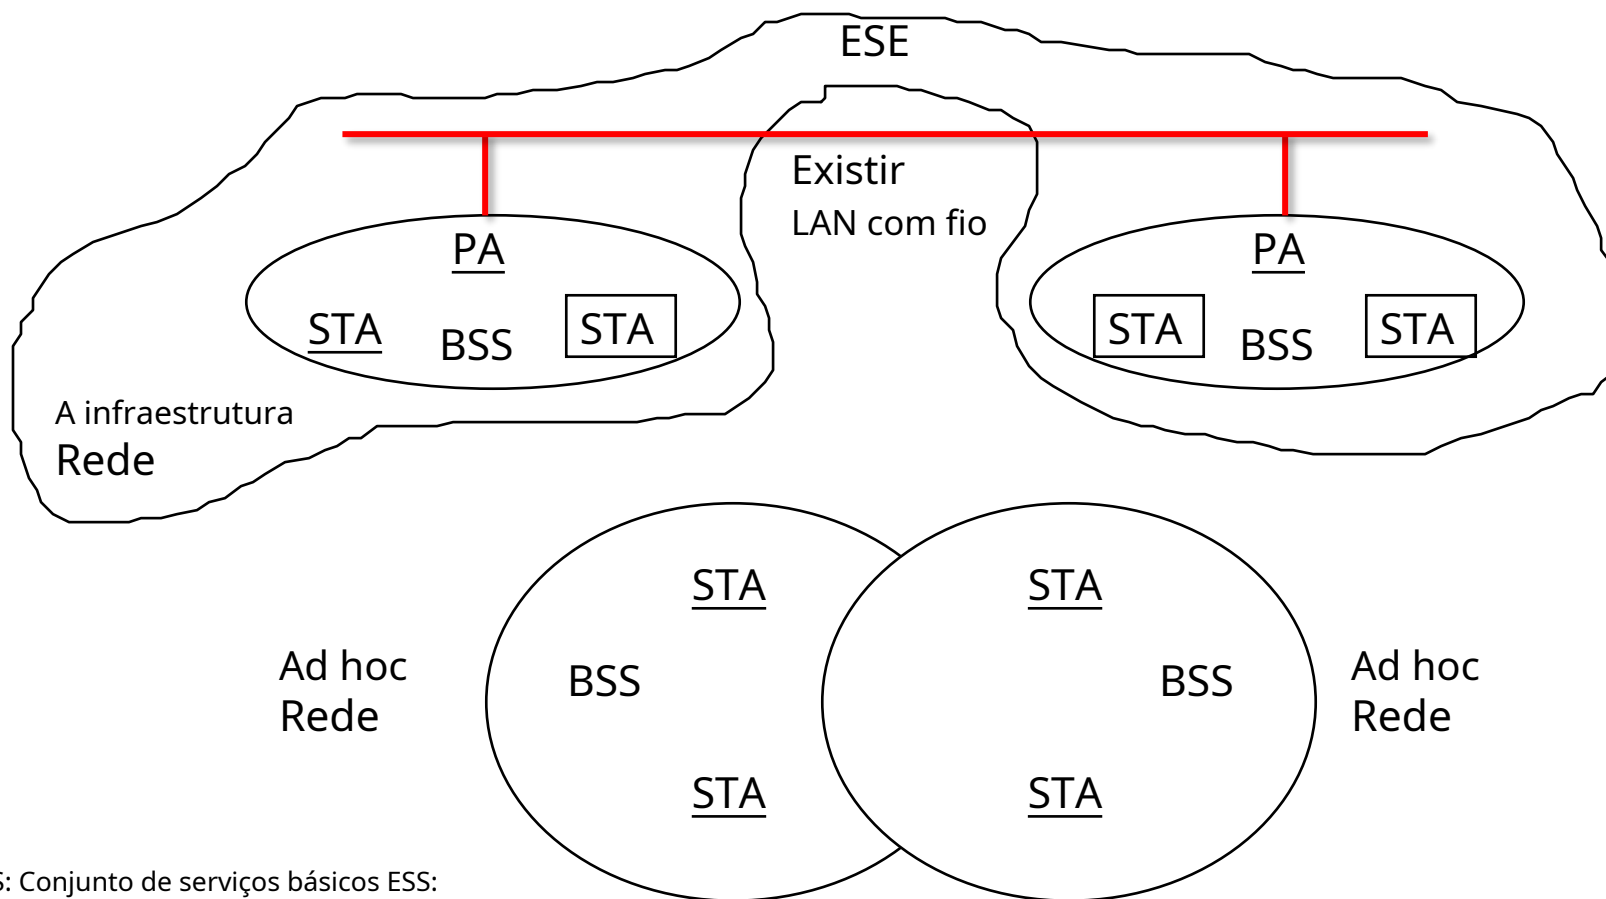 ESE
Existir
LAN com fio
PA
STA
BSS
STA
PA
STA
BSS
STA
A infraestrutura
Rede
STA
STA
BSS
BSS
Ad hoc
Rede
Ad hoc
Rede
STA
STA
S: Conjunto de serviços básicos ESS: